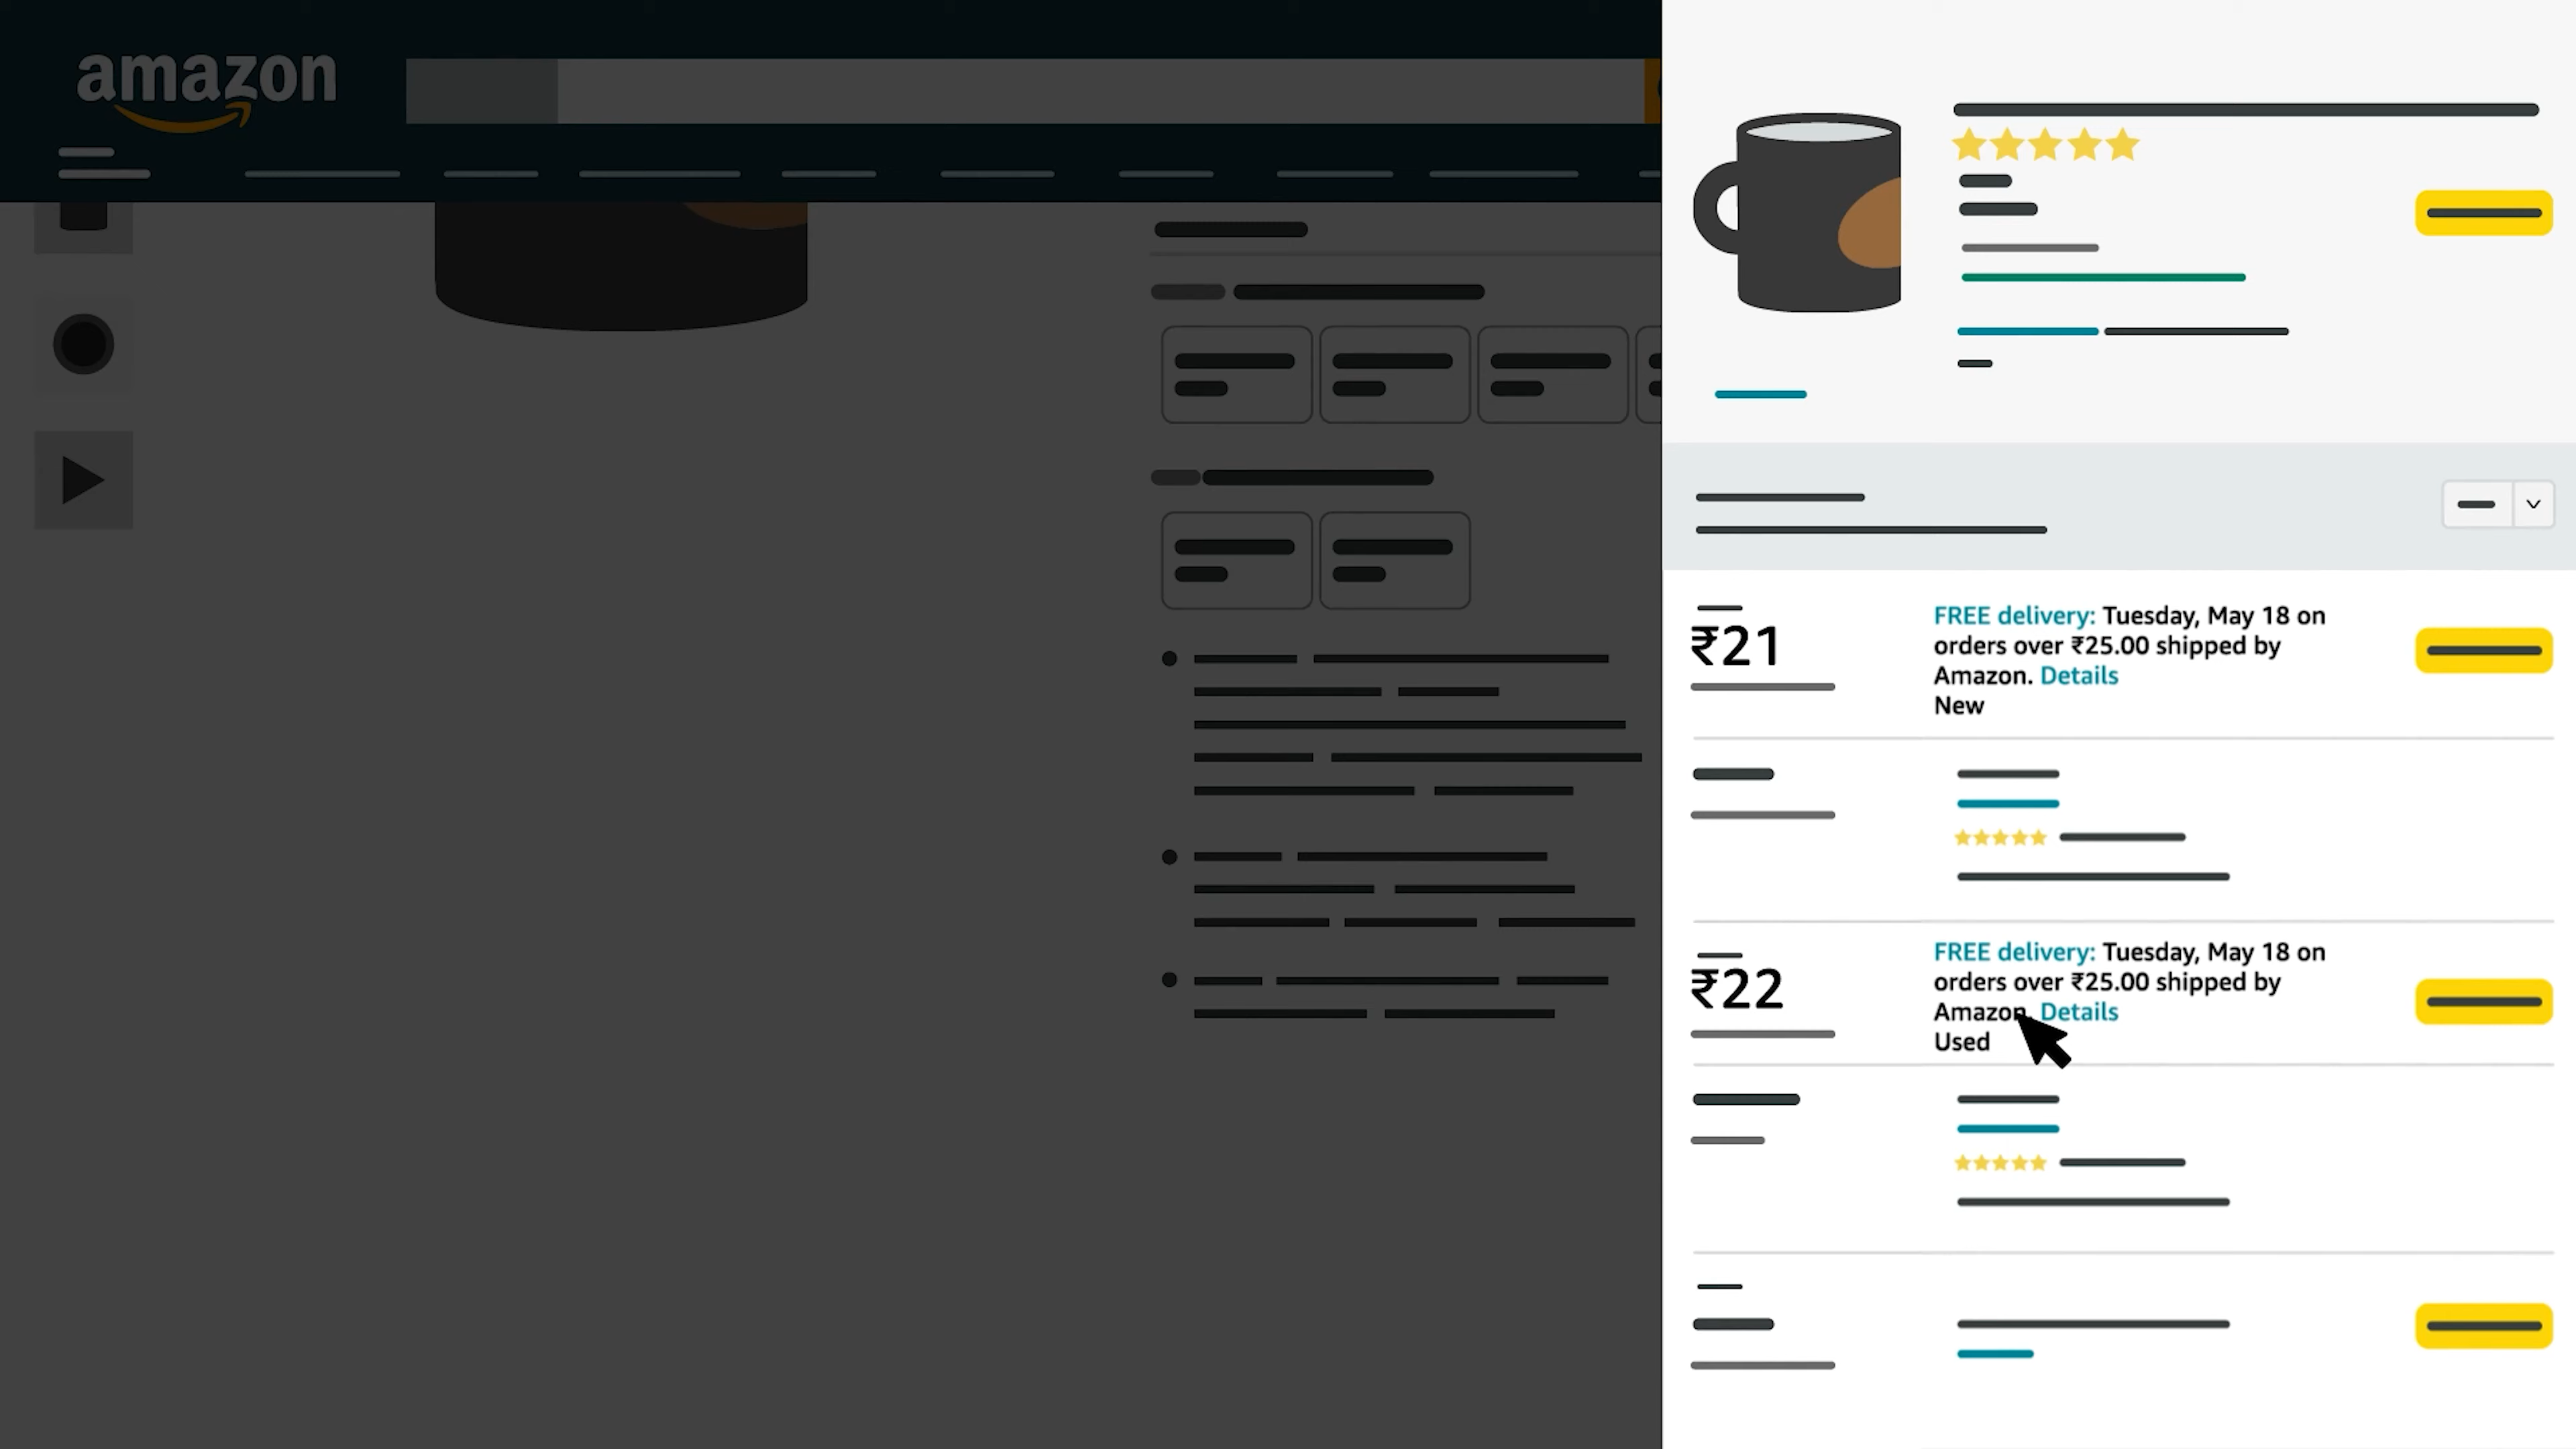 amazon
₹21
FREE delivery: Tuesday, May 18 on
orders over ₹25.00 shipped by
Amazon. Details
New
₹22
FREE delivery: Tuesday, May 18 on
orders over ₹25.00 shipped by
Amazon. Details
Used